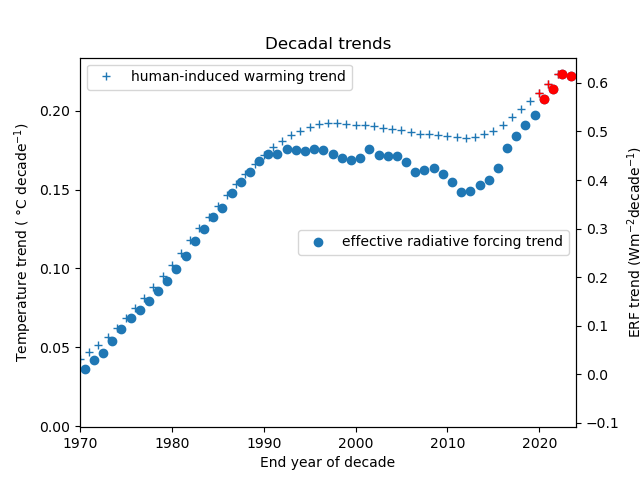 Decadal trends
human-induced warming trend
effective radiative forcing trend
Temperature trend ( °C decade⁻¹)
0.20
0.15
0.10
0.05
0.00
0.6
0.5
0.4
0.3
0.2
0.1
0.0
−0.1
ERF trend (Wm⁻²decade⁻¹)
1970 1980 1990 2000 2010 2020
End year of decade